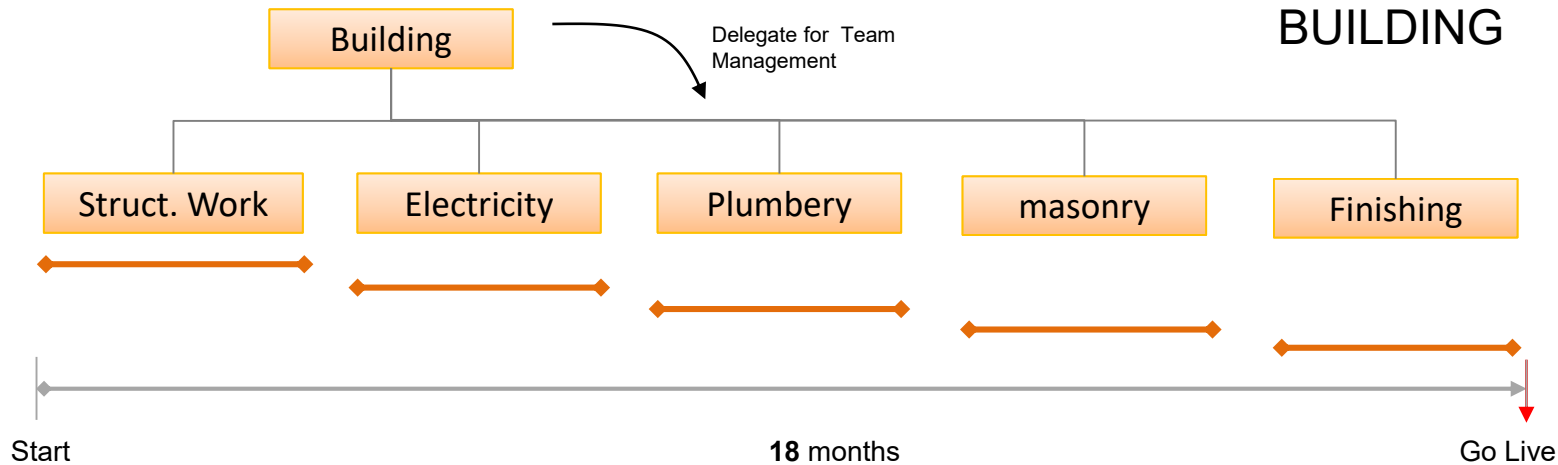 BUILDING
Building
Delegate for Team
Management
Struct. Work
Electricity
Plumbery
masonry
Finishing
Start
18 months
Go Live